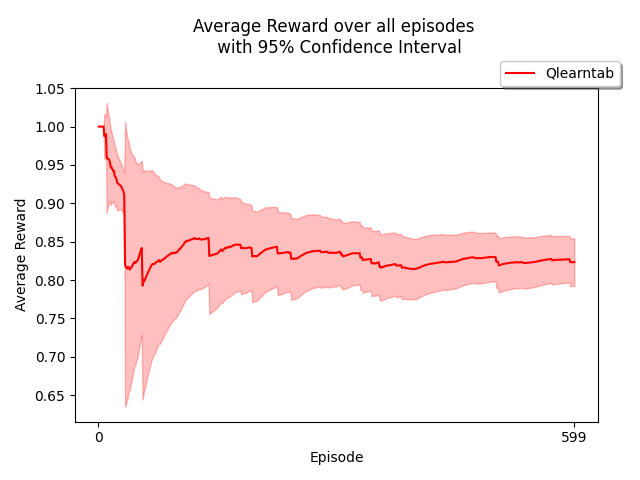 Average Reward over all episodes
with 95% Confidence Interval
Qlearntab
1.05
1.00
0.95
0.90
0.85
0.80
0.75
0.70
0.65
Average Reward
0
599
Episode